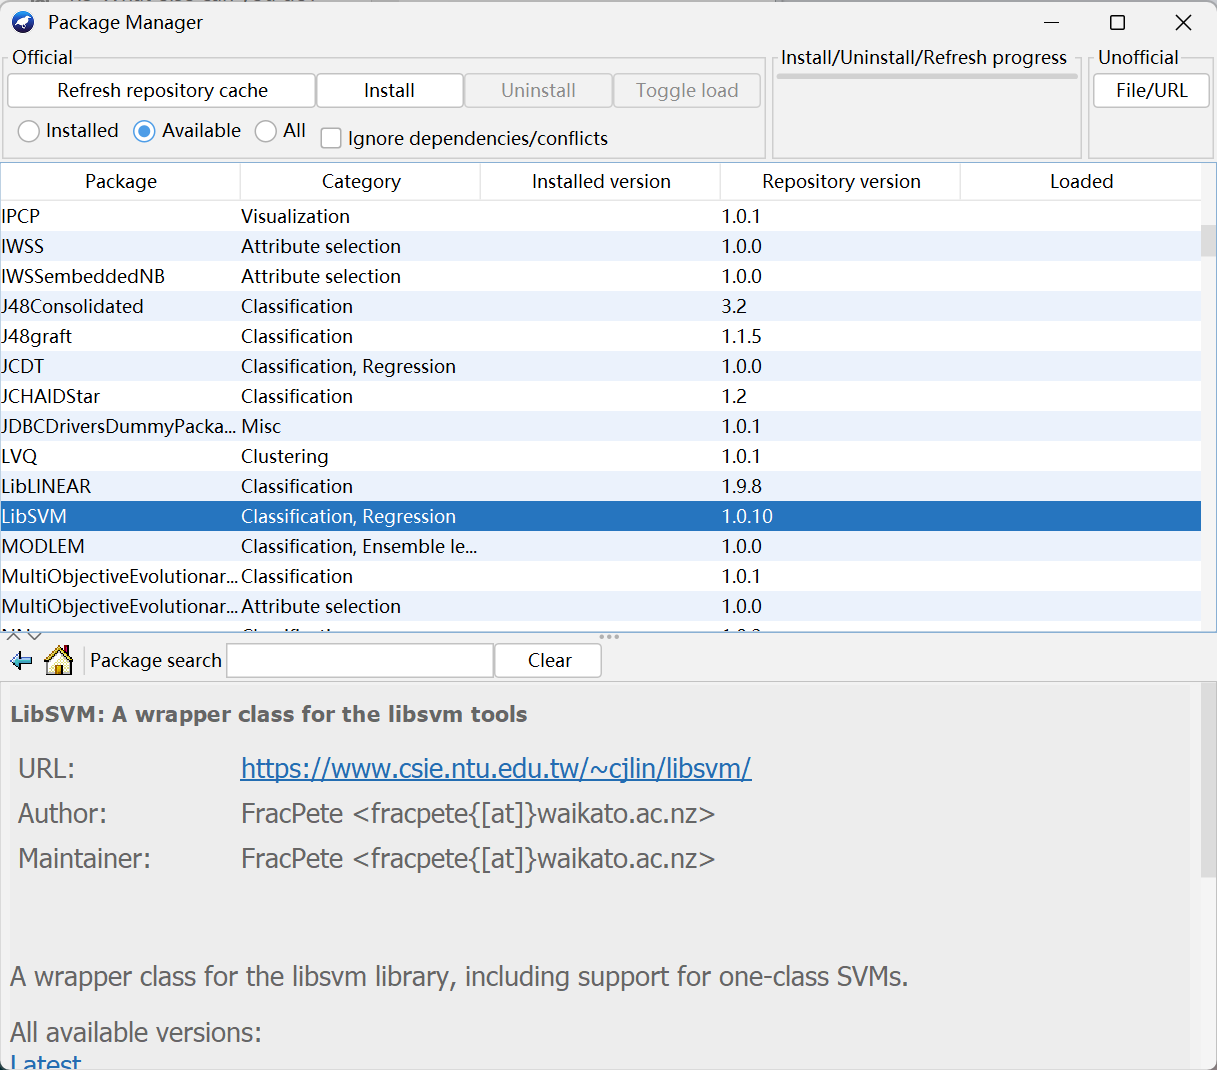 Package Manager
Official
Install/Uninstall/Refresh progress
Unofficial
Refresh repository cache
Install
Uninstall
Toggle load
File/URL
Installed
Available
All
Ignore dependencies/conflicts
Package Category Installed version Repository version Loaded
IPCP Visualization 1.0.1
IWSS Attribute selection 1.0.0
IWSSembeddedNB Attribute selection 1.0.0
J48Consolidated Classification 3.2
J48graft Classification 1.1.5
JCDT Classification, Regression 1.0.0
JCHAIDStar Classification 1.2
JDBCDriversDummyPacka... Misc 1.0.1
LVQ Clustering 1.0.1
LibLINEAR Classification 1.9.8
LibSVM Classification, Regression 1.0.10
MODLEM Classification, Ensemble le... 1.0.0
MultiObjectiveEvolutionar... Classification 1.0.1
MultiObjectiveEvolutionar... Attribute selection 1.0.0
Package search
Clear
LibSVM: A wrapper class for the libsvm tools
URL: https://www.csie.ntu.edu.tw/~cjlin/libsvm/
Author: FracPete <fracpete{[at]}waikato.ac.nz>
Maintainer: FracPete <fracpete{[at]}waikato.ac.nz>
A wrapper class for the libsvm library, including support for one-class SVMs.
All available versions:
Latest